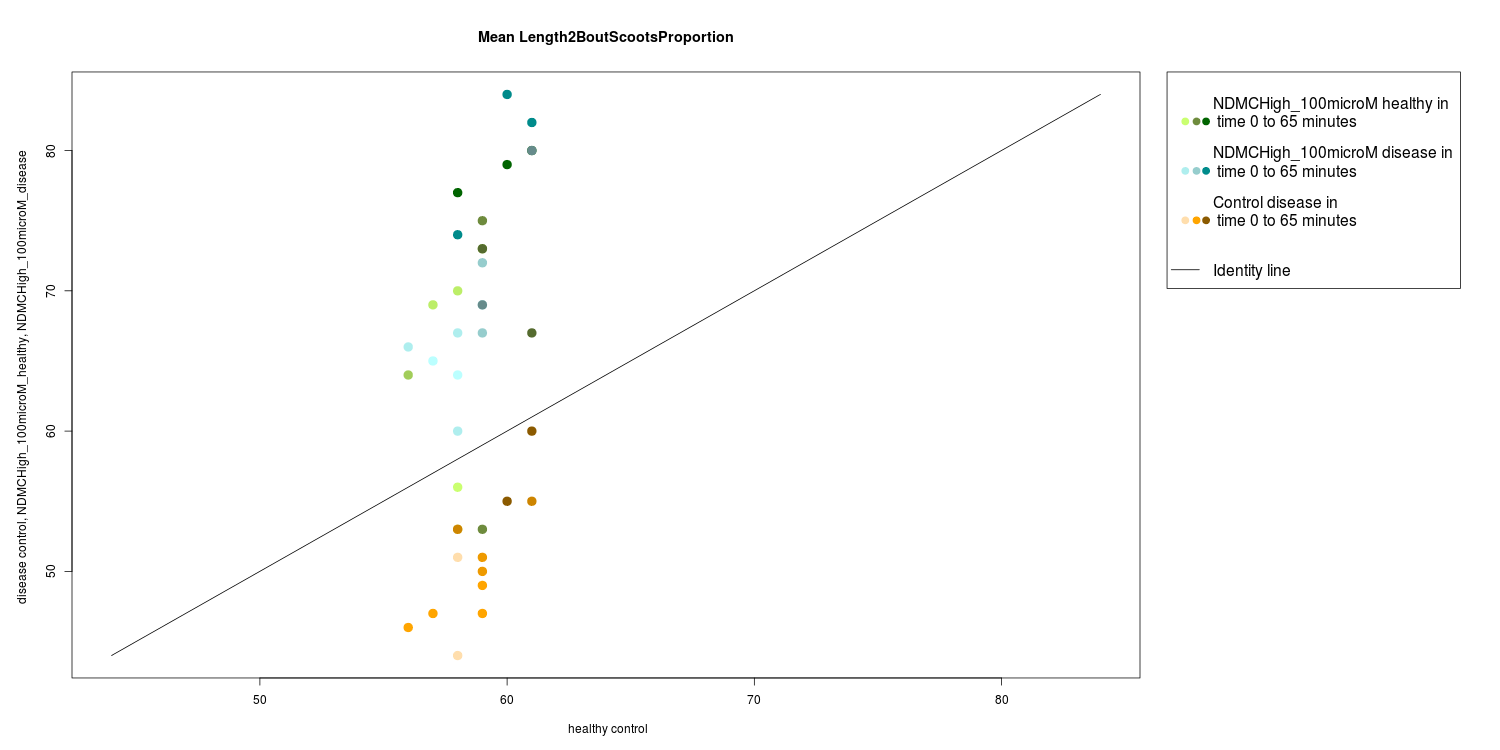 Mean Length2BoutScootsProportion
disease control, NDMCHigh_100microM_healthy, NDMCHigh_100microM_disease
80
70
60
50
50
60
70
80
healthy control
NDMCHigh_100microM healthy in
time 0 to 65 minutes
NDMCHigh_100microM disease in
time 0 to 65 minutes
Control disease in
time 0 to 65 minutes
Identity line